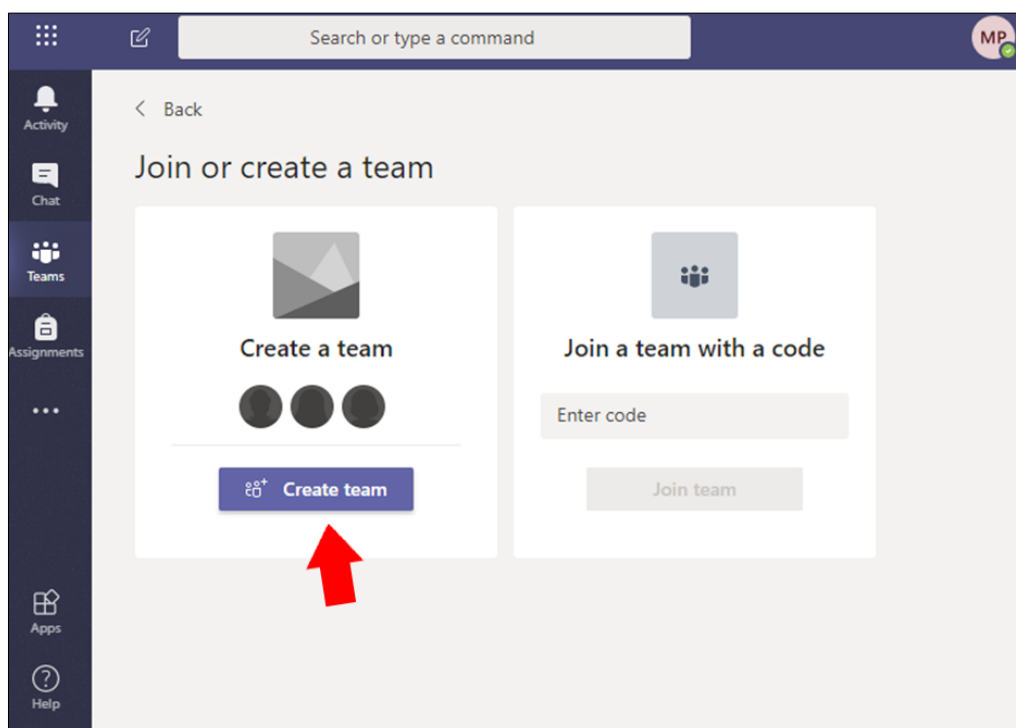 Search or type a command
MP
Activity
Chat
Teams
Assignments
Apps
Help
Back
Join or create a team
Create a team
Create team
Join a team with a code
Enter code
Join team